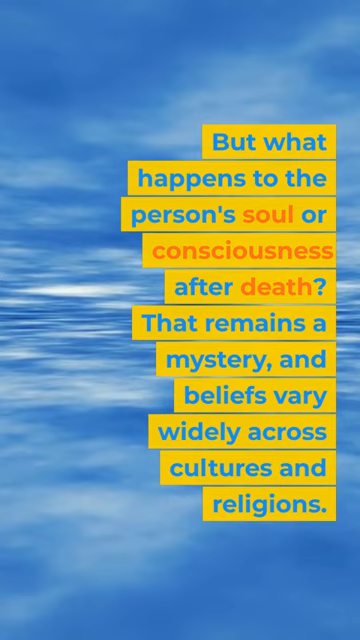 But what
happens to the
person's soul or
consciousness
after death?
That remains a
mystery, and
beliefs vary
widely across
cultures and
religions.